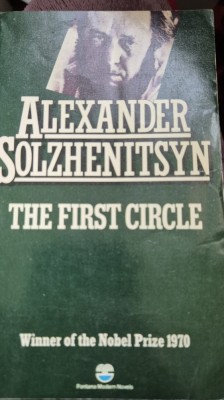 ALEXANDER
SOLZHENITSYN
THE FIRST CIRCLE
Winner of the Nobel Prize 1970
Fontana Modern Novels